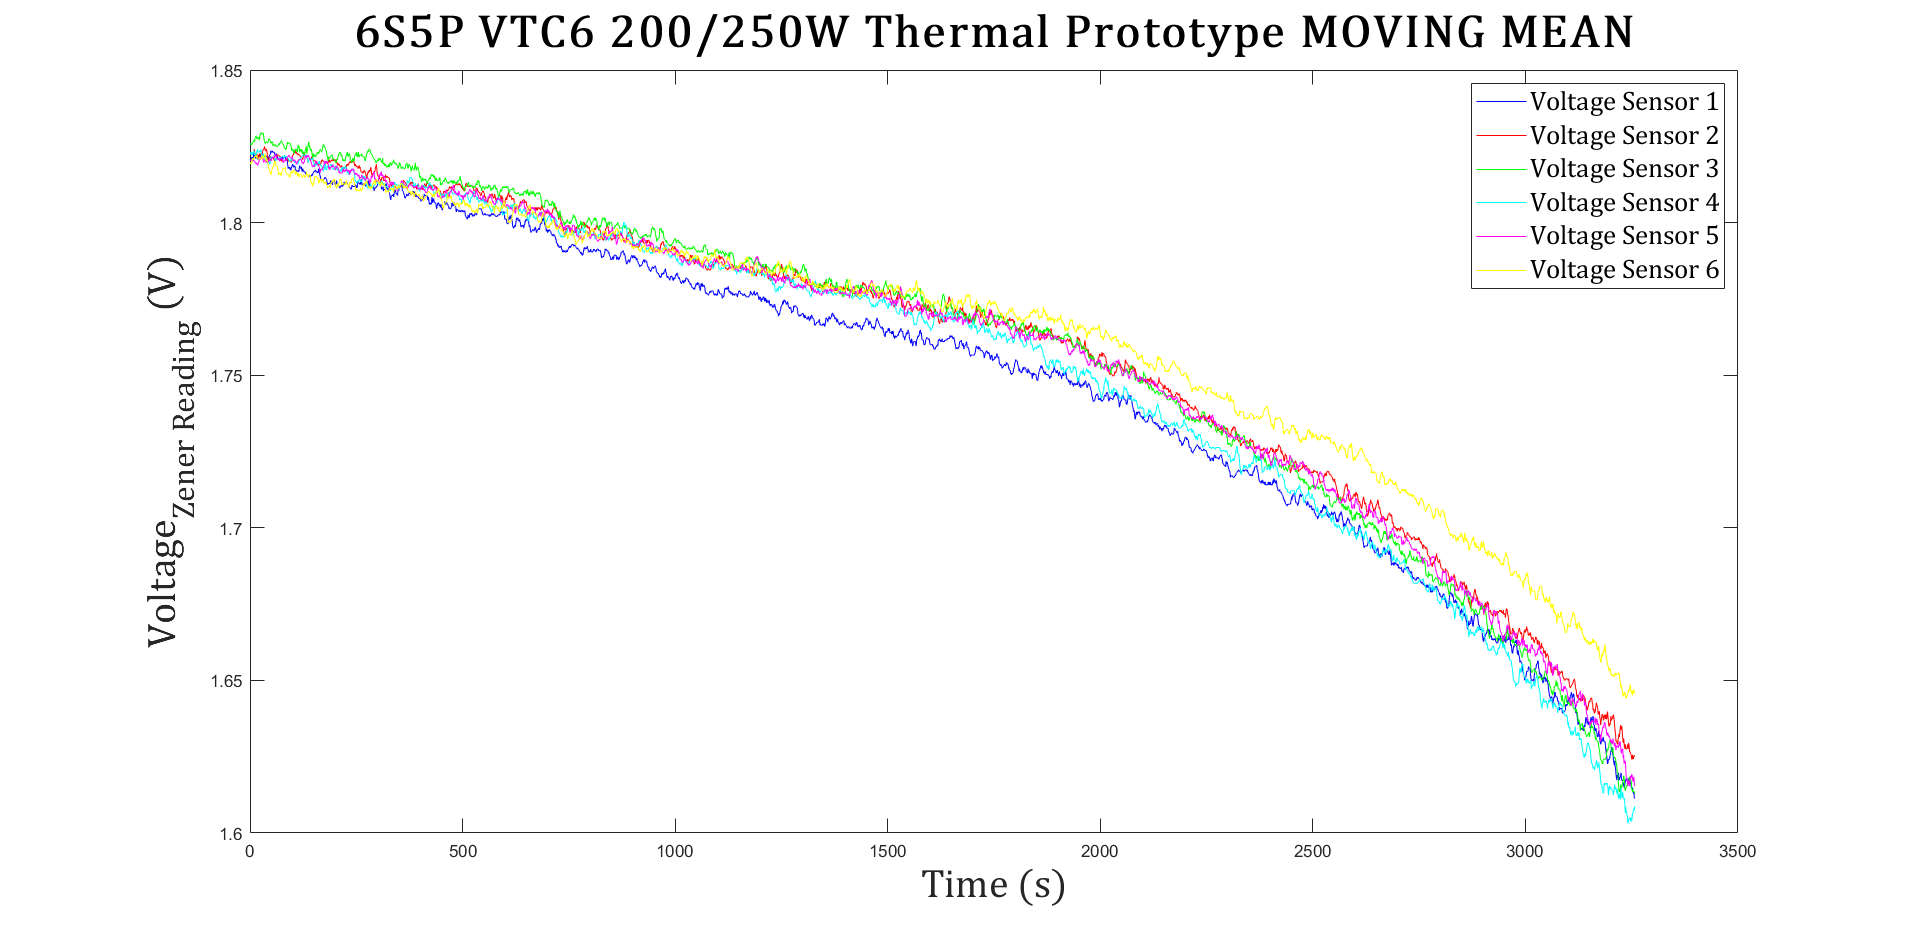 6S5P VTC6 200/250W Thermal Prototype MOVING MEAN
1.85
1.8
1.75
1.7
1.65
1.6
Voltage Zener Reading (V)
Voltage Sensor 1
Voltage Sensor 2
Voltage Sensor 3
Voltage Sensor 4
Voltage Sensor 5
Voltage Sensor 6
0 500 1000 1500 2000 2500 3000 3500
Time (s)